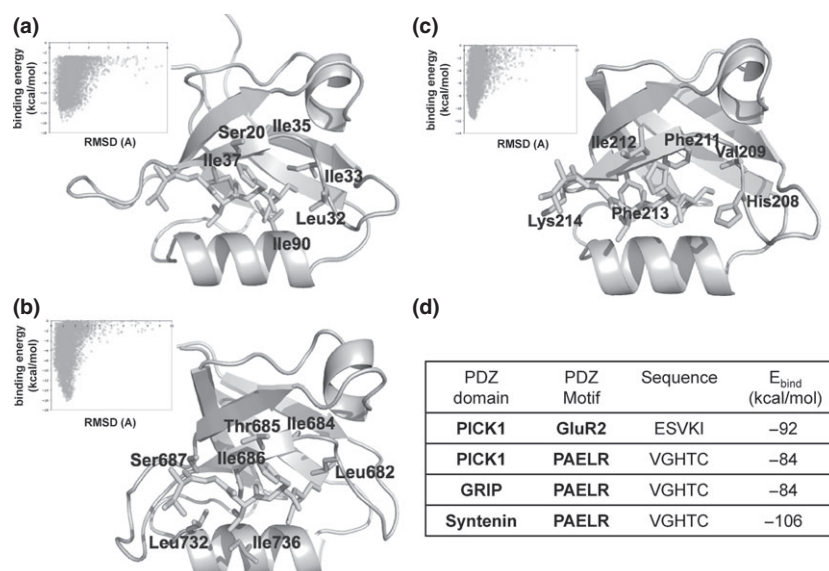 (a)
binding energy
(kcal/mol)
RMSD (A)
Ser20
Ile35
Ile37
Ile33
Leu32
Ile90
(b)
binding energy
(kcal/mol)
RMSD (A)
Thr685
Ile684
Ser687
Ile686
Leu682
Leu732
Ile736
(c)
binding energy
(kcal/mol)
RMSD (A)
Ile212
Phe211
Val209
Lys214
Phe213
His208
(d)
PDZ domain PDZ Motif Sequence Ebind (kcal/mol)
PICK1 GluR2 ESVKI –92
PICK1 PAELR VGHTC –84
GRIP PAELR VGHTC –84
Syntenin PAELR VGHTC –106